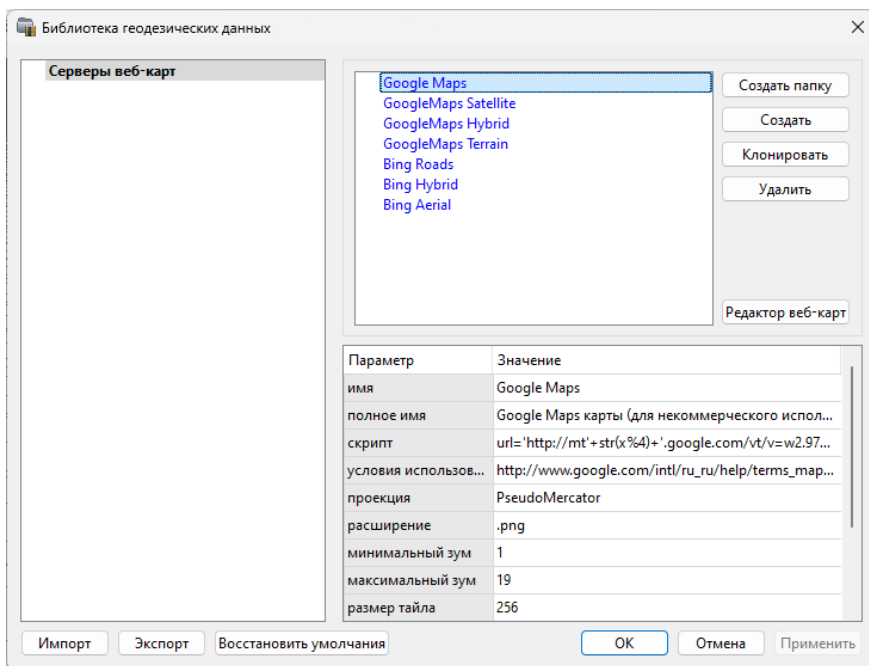 Библиотека геодезических данных
Серверы веб-карт
Google Maps
GoogleMaps Satellite
GoogleMaps Hybrid
GoogleMaps Terrain
Bing Roads
Bing Hybrid
Bing Aerial
Создать папку
Создать
Клонировать
Удалить
Редактор веб-карт
Параметр Значение
имя Google Maps
полное имя Google Maps карты (для некоммерческого испол...
скрипт url='http://mt'+str(x%4)+'.google.com/vt/v=w2.97...
условия использов... http://www.google.com/intl/ru_ru/help/terms_map...
проекция PseudoMercator
расширение .png
минимальный зум 1
максимальный зум 19
размер тайла 256
Импорт Экспорт Восстановить умолчания OK Отмена Применить